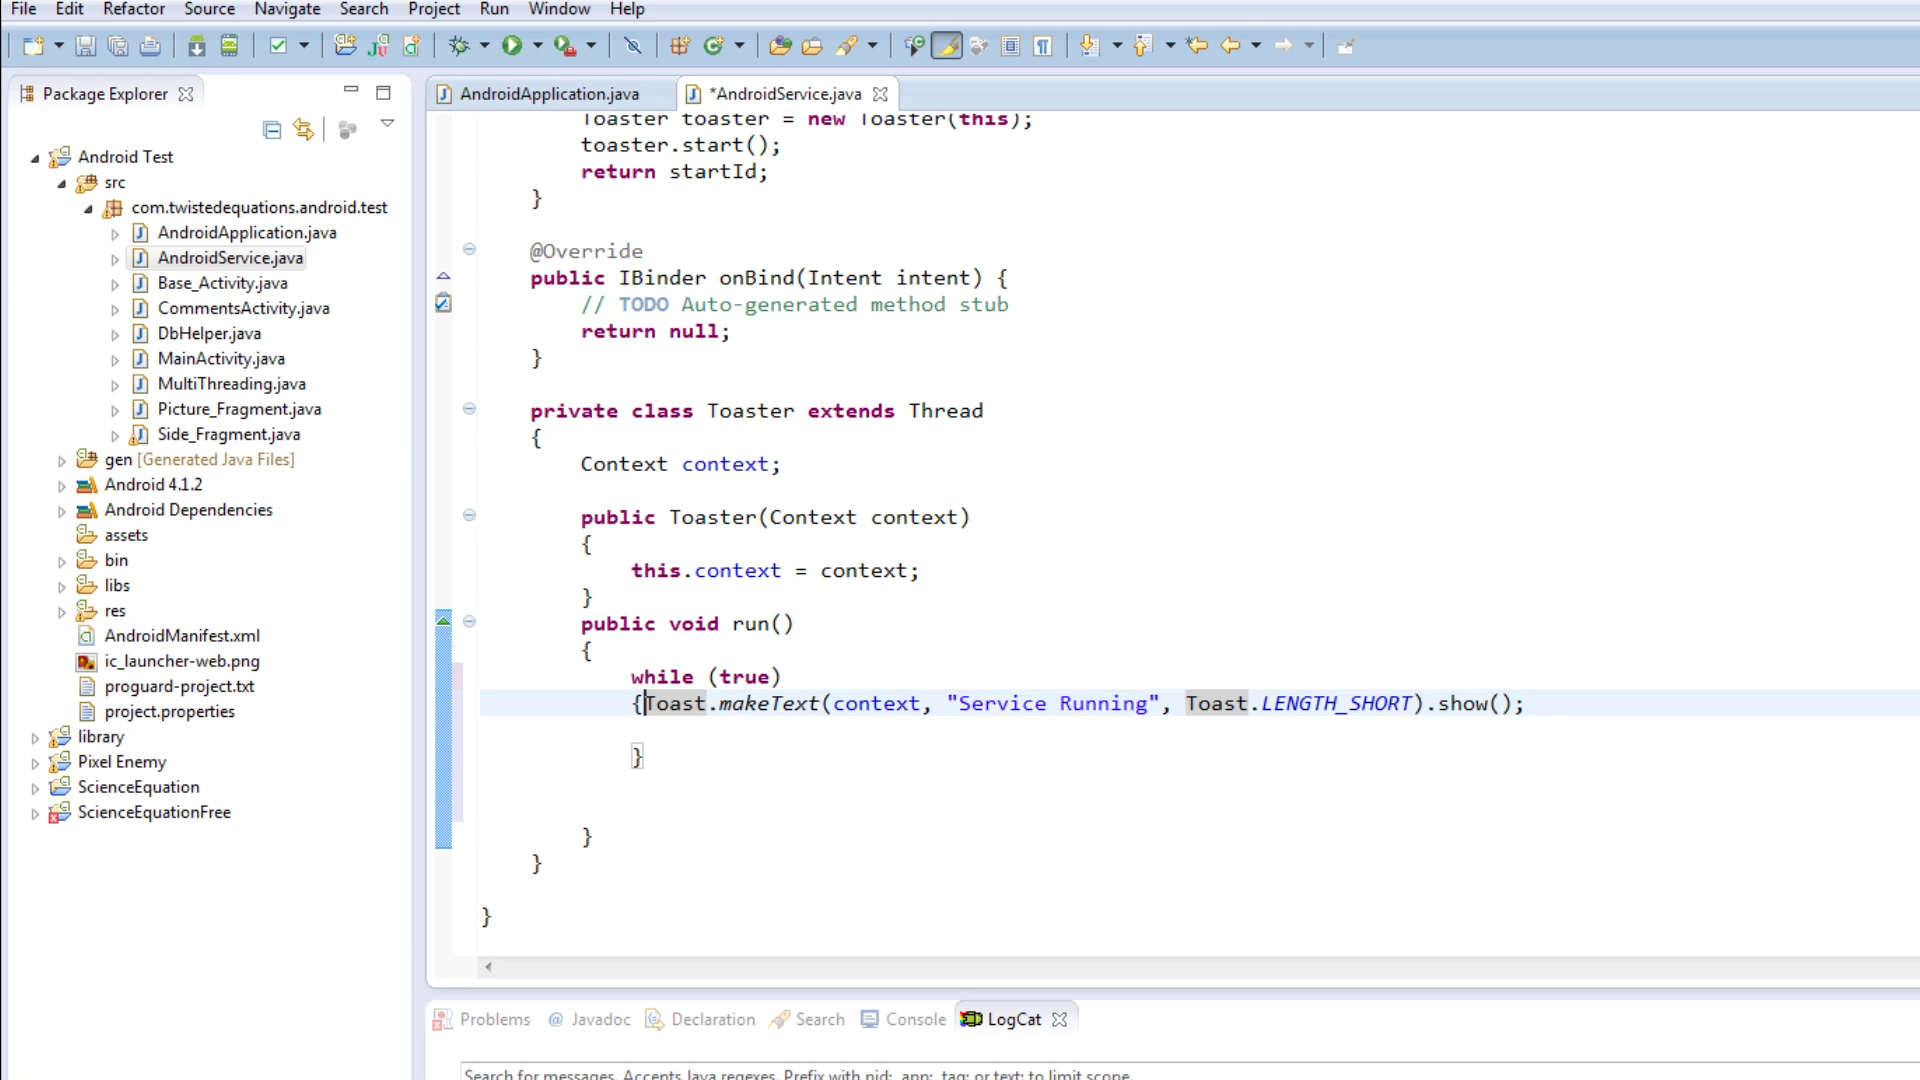 File Edit Refactor Source Navigate Search Project Run Window Help
Package Explorer
AndroidApplication.java
*AndroidService.java
Android Test
src
com.twistedequations.android.test
AndroidApplication.java
AndroidService.java
Base_Activity.java
CommentsActivity.java
DbHelper.java
MainActivity.java
MultiThreading.java
Picture_Fragment.java
Side_Fragment.java
gen [Generated Java Files]
Android 4.1.2
Android Dependencies
assets
bin
libs
res
AndroidManifest.xml
ic_launcher-web.png
proguard-project.txt
project.properties
library
Pixel Enemy
ScienceEquation
ScienceEquationFree
Toaster toaster = new Toaster(this);
toaster.start();
return startId;
}
@Override
public IBinder onBind(Intent intent) {
// TODO Auto-generated method stub
return null;
}
private class Toaster extends Thread
{
Context context;
public Toaster(Context context)
{
this.context = context;
}
public void run()
{
while (true)
{Toast.makeText(context, "Service Running", Toast.LENGTH_SHORT).show();
}
}
}
}
Problems @ Javadoc Declaration Search Console LogCat
Search for messages. Accepts Java regexes. Prefix with pid:, app:, tag: or text: to limit scope.